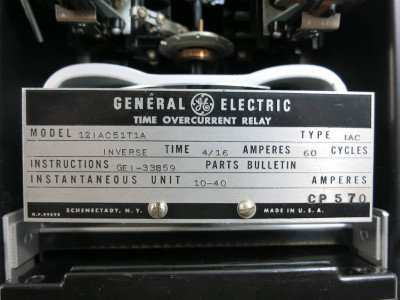 GENERAL GE ELECTRIC
TIME OVERCURRENT RELAY
MODEL 12IAC51T1A TYPE IAC
INVERSE TIME 4/16 AMPERES 60 CYCLES
INSTRUCTIONS GEI-33859 PARTS BULLETIN
INSTANTANEOUS UNIT 10-40 AMPERES
CP 570
SCHENECTADY, N.Y. MADE IN U.S.A.